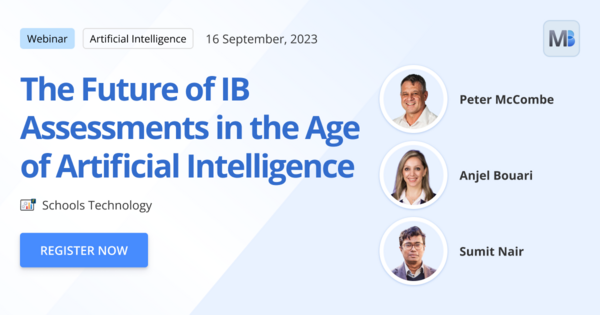 Webinar
Artificial Intelligence
16 September, 2023
MB
The Future of IB
Assessments in the Age
of Artificial Intelligence
Schools Technology
REGISTER NOW
Peter McCombe
Anjel Bouari
Sumit Nair